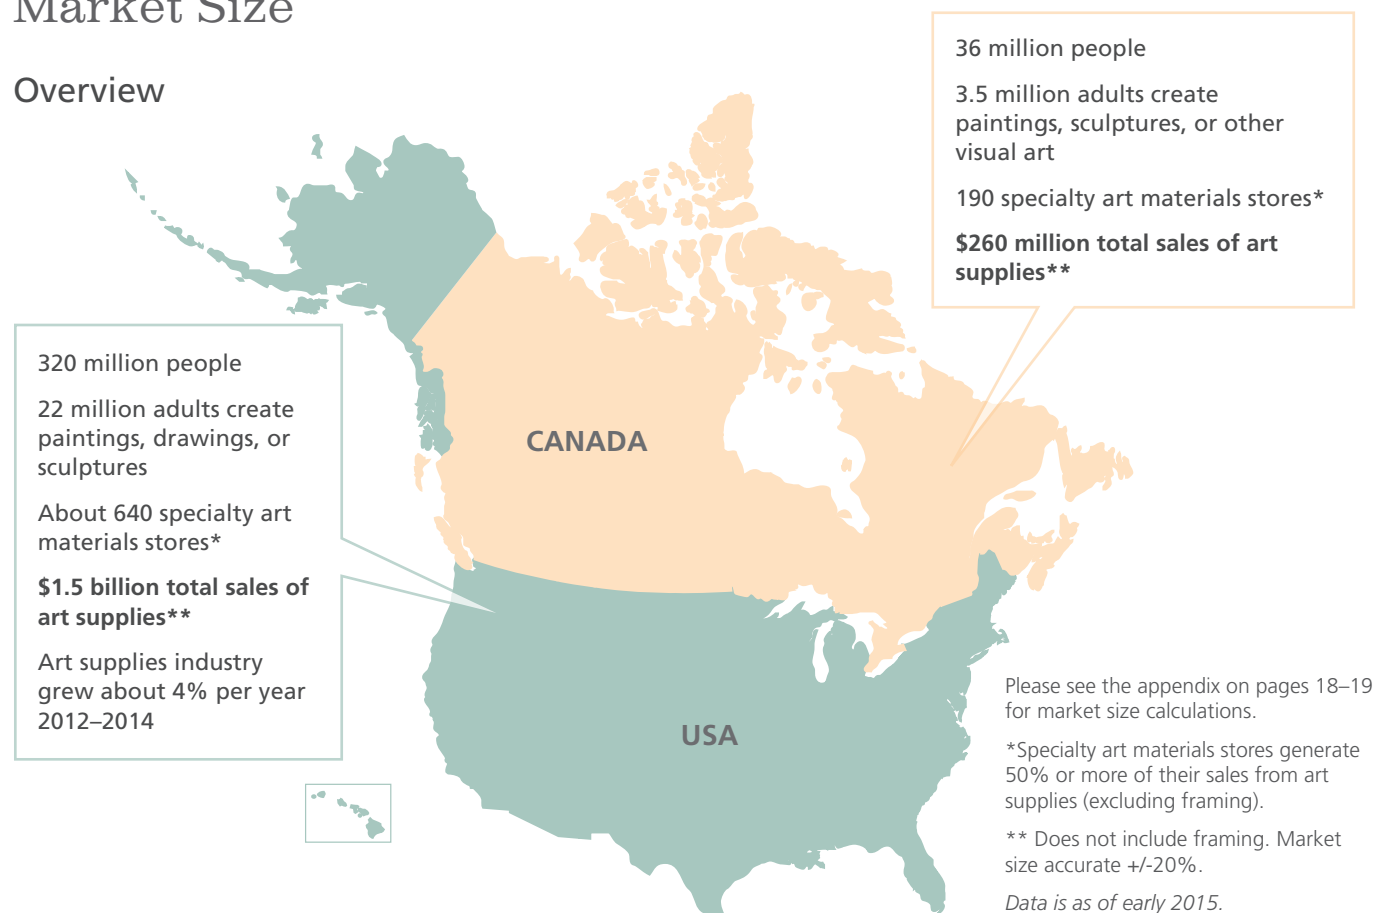 Market Size
Overview
36 million people
3.5 million adults create
paintings, sculptures, or other
visual art
190 specialty art materials stores*
$260 million total sales of art
supplies**
320 million people
22 million adults create
paintings, drawings, or
sculptures
About 640 specialty art
materials stores*
$1.5 billion total sales of
art supplies**
Art supplies industry
grew about 4% per year
2012–2014
CANADA
USA
Please see the appendix on pages 18–19
for market size calculations.
*Specialty art materials stores generate
50% or more of their sales from art
supplies (excluding framing).
** Does not include framing. Market
size accurate +/-20%.
Data is as of early 2015.